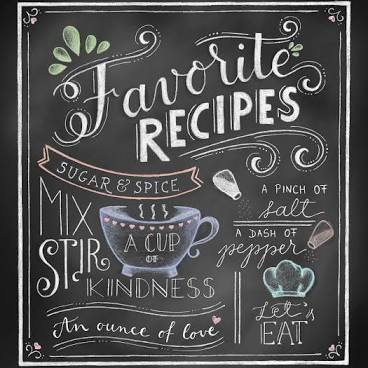 Favorite
RECIPES
SUGAR & SPICE
MIX
STIR
A CUP
OF
KINDNESS
A PINCH OF
salt
A DASH OF
pepper
An ounce of love
Let's
EAT